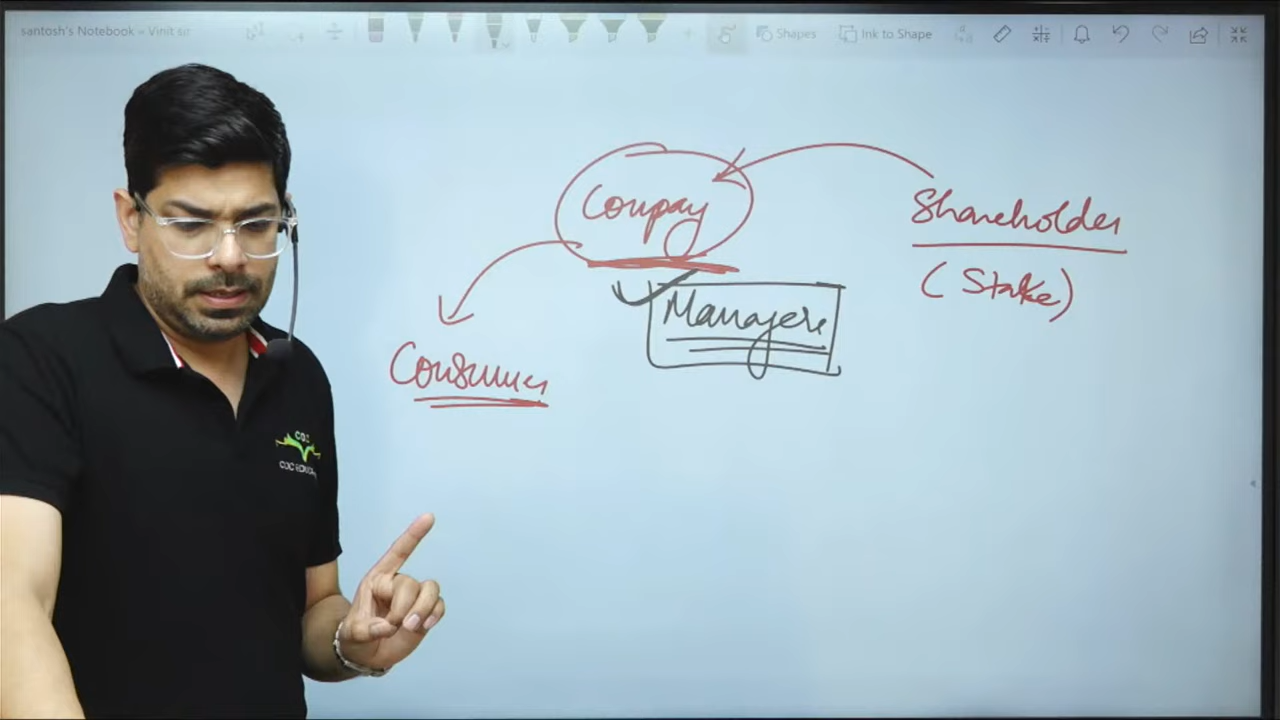 santosh's Notebook – Vinit sir
Shapes
Ink to Shape
Coupay
Shareholder
(Stake)
Managers
Consumer